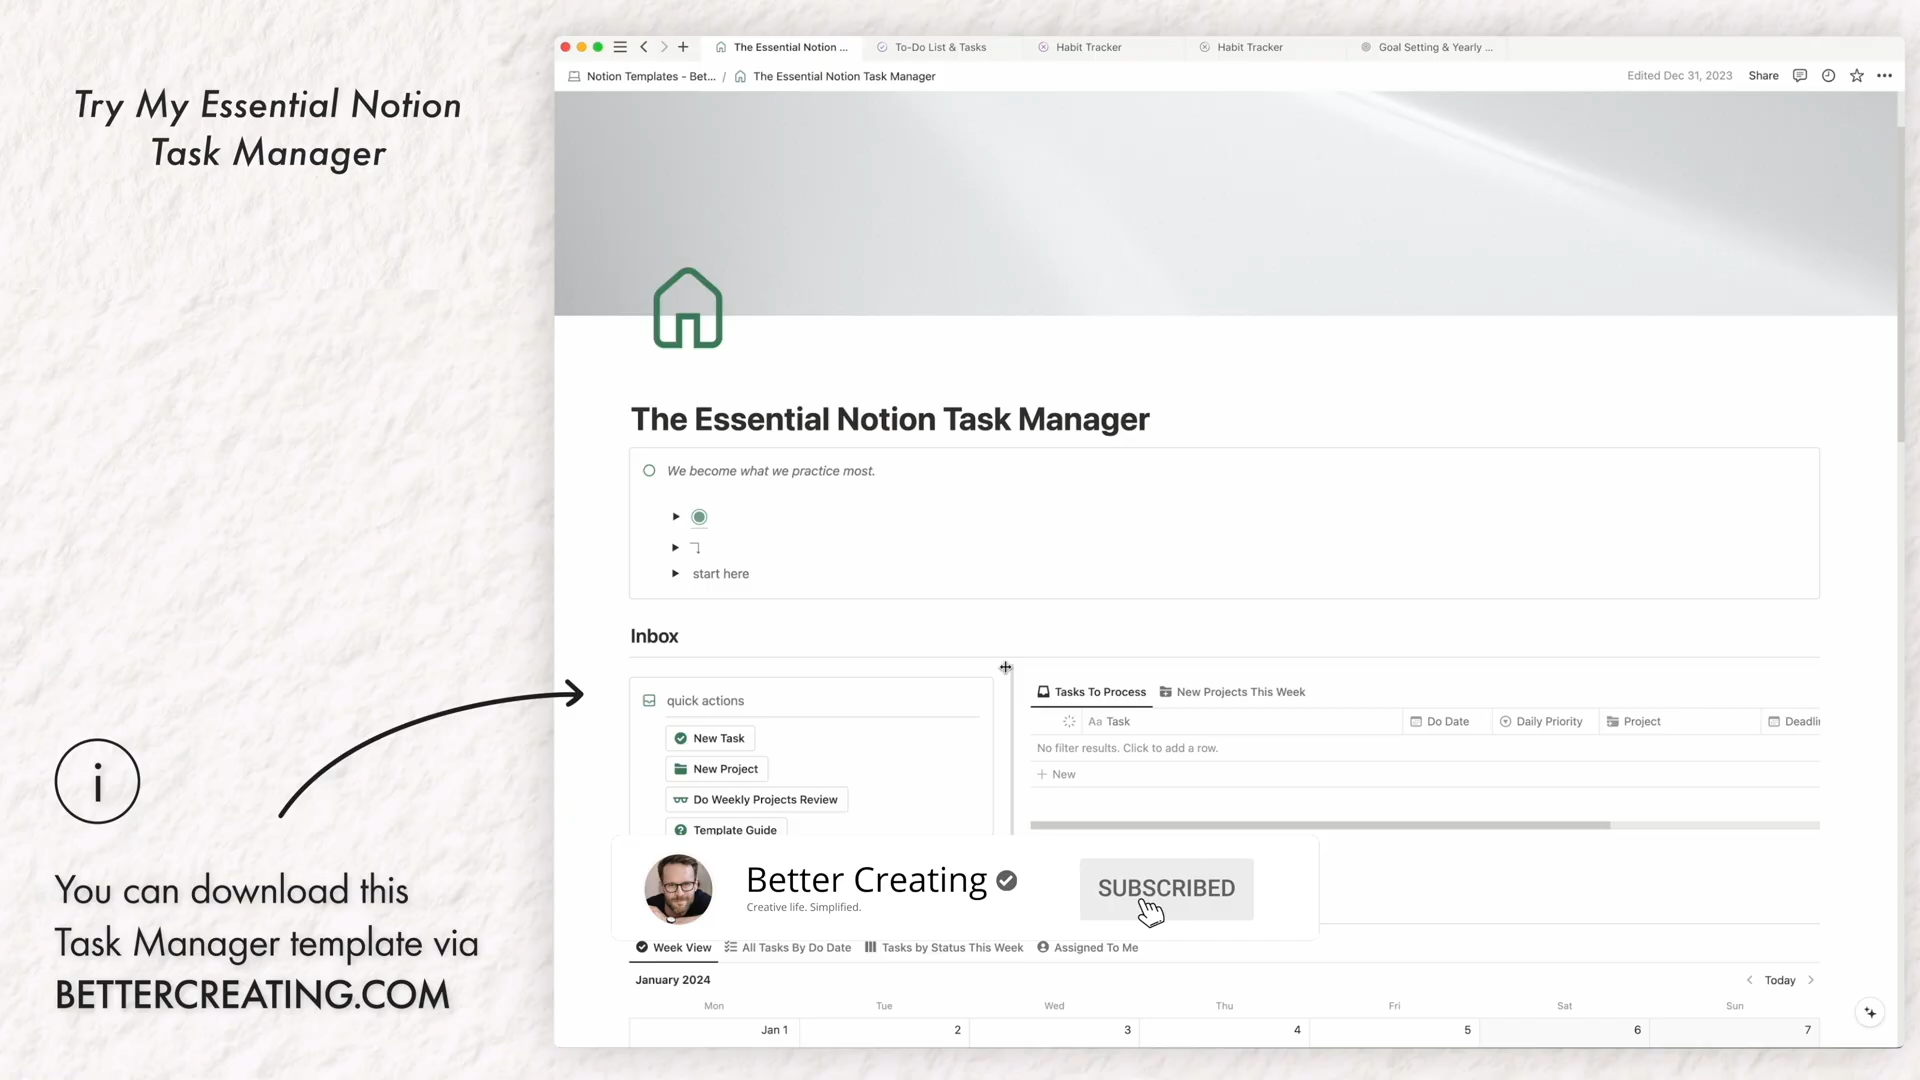 Try My Essential Notion
Task Manager
i
You can download this
Task Manager template via
BETTERCREATING.COM
The Essential Notion ...
To-Do List & Tasks
Habit Tracker
Habit Tracker
Goal Setting & Yearly ...
Notion Templates - Bet... / The Essential Notion Task Manager
Edited Dec 31, 2023
Share
The Essential Notion Task Manager
We become what we practice most.
start here
Inbox
quick actions
New Task
New Project
Do Weekly Projects Review
Template Guide
Tasks To Process
New Projects This Week
Aa Task
Do Date
Daily Priority
Project
Deadli
No filter results. Click to add a row.
+ New
Better Creating
Creative life. Simplified.
SUBSCRIBED
Week View
All Tasks By Do Date
Tasks by Status This Week
Assigned To Me
January 2024
Today
Mon Tue Wed Thu Fri Sat Sun
Jan 1 2 3 4 5 6 7